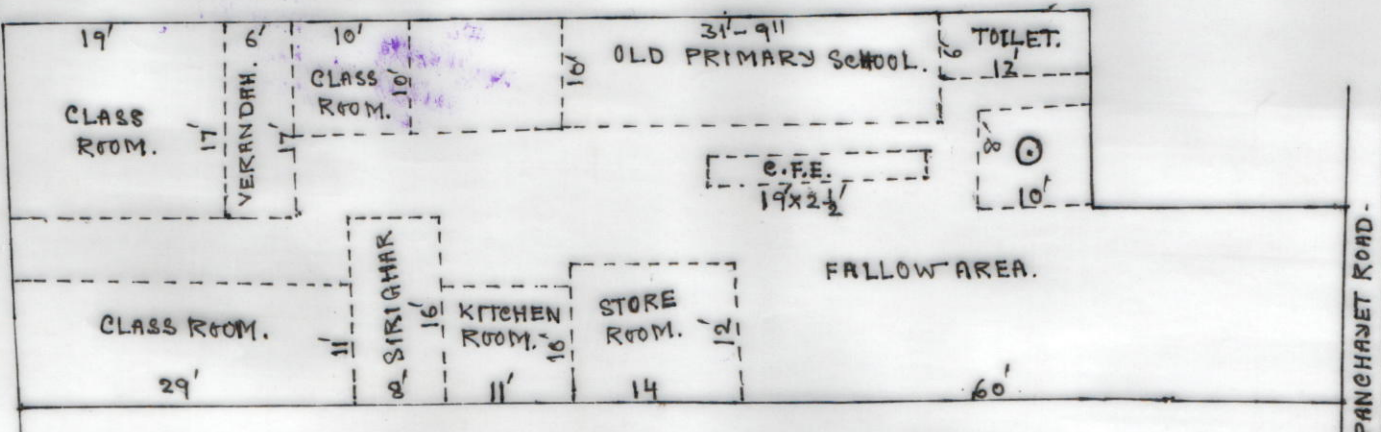 19'
6'
10'
31'-9"
TOILET.
12'
6'
OLD PRIMARY SCHOOL.
10'
CLASS
ROOM.
10'
CLASS
ROOM.
17'
VERANDAH.
17'
C.F.E.
19'x2½'
8'
10'
PANCHAYET ROAD.
FALLOW AREA.
CLASS ROOM.
11'
29'
SIRIGHAR
16'
8'
KITCHEN
ROOM.
10'
11'
STORE
ROOM.
12'
14
60'